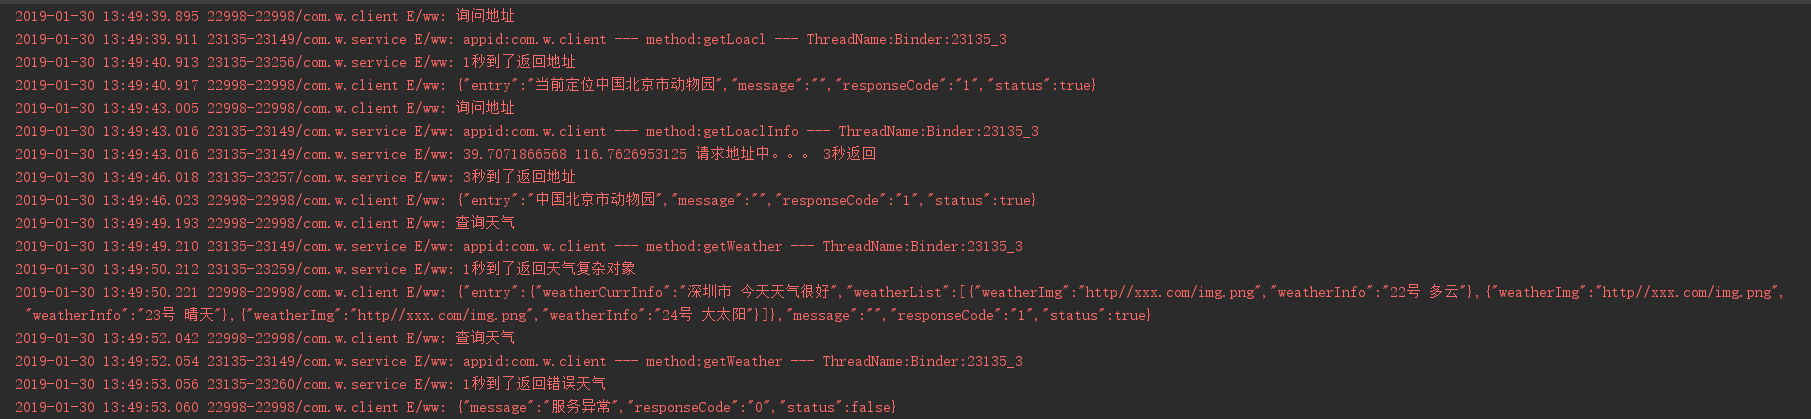 2019-01-30 13:49:39.895 22998-22998/com.w.client E/ww: 询问地址
2019-01-30 13:49:39.911 23135-23149/com.w.service E/ww: appid:com.w.client --- method:getLoacl --- ThreadName:Binder:23135_3
2019-01-30 13:49:40.913 23135-23256/com.w.service E/ww: 1秒到了返回地址
2019-01-30 13:49:40.917 22998-22998/com.w.client E/ww: {"entry":"当前定位中国北京市动物园","message":"","responseCode":"1","status":true}
2019-01-30 13:49:43.005 22998-22998/com.w.client E/ww: 询问地址
2019-01-30 13:49:43.016 23135-23149/com.w.service E/ww: appid:com.w.client --- method:getLoaclInfo --- ThreadName:Binder:23135_3
2019-01-30 13:49:43.016 23135-23149/com.w.service E/ww: 39.7071866568 116.7626953125 请求地址中。。。 3秒返回
2019-01-30 13:49:46.018 23135-23257/com.w.service E/ww: 3秒到了返回地址
2019-01-30 13:49:46.023 22998-22998/com.w.client E/ww: {"entry":"中国北京市动物园","message":"","responseCode":"1","status":true}
2019-01-30 13:49:49.193 22998-22998/com.w.client E/ww: 查询天气
2019-01-30 13:49:49.210 23135-23149/com.w.service E/ww: appid:com.w.client --- method:getWeather --- ThreadName:Binder:23135_3
2019-01-30 13:49:50.212 23135-23259/com.w.service E/ww: 1秒到了返回天气复杂对象
2019-01-30 13:49:50.221 22998-22998/com.w.client E/ww: {"entry":{"weatherCurrInfo":"深圳市 今天天气很好","weatherList":[{"weatherImg":"http//xxx.com/img.png","weatherInfo":"22号 多云"},{"weatherImg":"http//xxx.com/img.png",
"weatherInfo":"23号 晴天"},{"weatherImg":"http//xxx.com/img.png","weatherInfo":"24号 大太阳"}]},"message":"","responseCode":"1","status":true}
2019-01-30 13:49:52.042 22998-22998/com.w.client E/ww: 查询天气
2019-01-30 13:49:52.054 23135-23149/com.w.service E/ww: appid:com.w.client --- method:getWeather --- ThreadName:Binder:23135_3
2019-01-30 13:49:53.056 23135-23260/com.w.service E/ww: 1秒到了返回错误天气
2019-01-30 13:49:53.060 22998-22998/com.w.client E/ww: {"message":"服务异常","responseCode":"0","status":false}